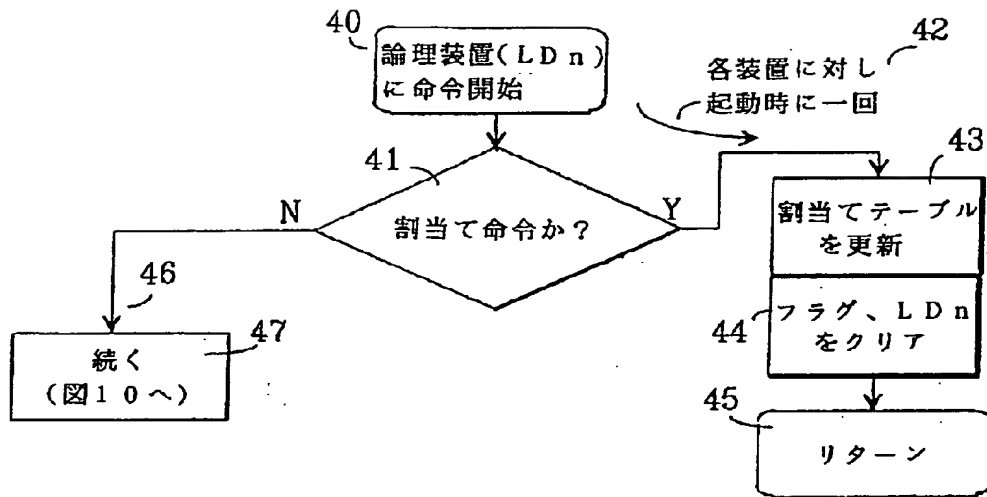 40
論理装置(LDn)
に命令開始
42
各装置に対し
起動時に一回
41
割当て命令か?
N
Y
43
割当てテーブル
を更新
44
フラグ、LDn
をクリア
45
リターン
46
47
続く
(図10へ)